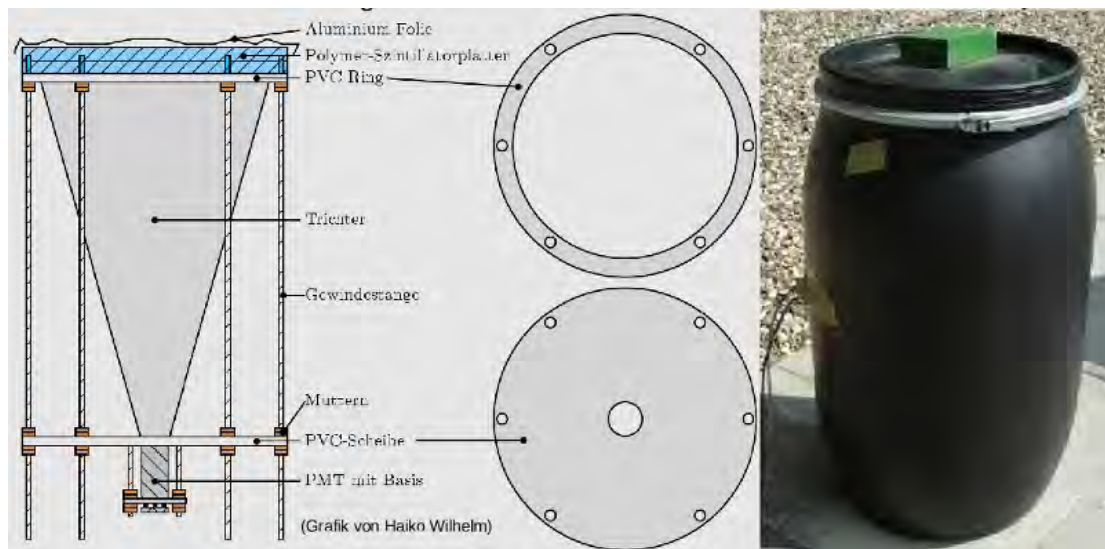 Aluminium Folie
Polymer-Szintillatorplatten
PVC Ring
Trichter
Gewindestange
Muttern
PVC-Scheibe
PMT mit Basis
(Grafik von Haiko Wilhelm)